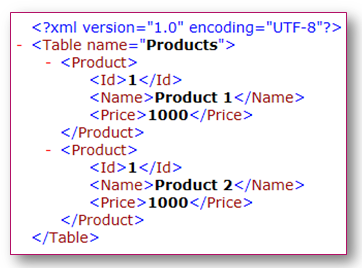 <?xml version="1.0" encoding="UTF-8"?>
- <Table name="Products">
- <Product>
<Id>1</Id>
<Name>Product 1</Name>
<Price>1000</Price>
</Product>
- <Product>
<Id>1</Id>
<Name>Product 2</Name>
<Price>1000</Price>
</Product>
</Table>